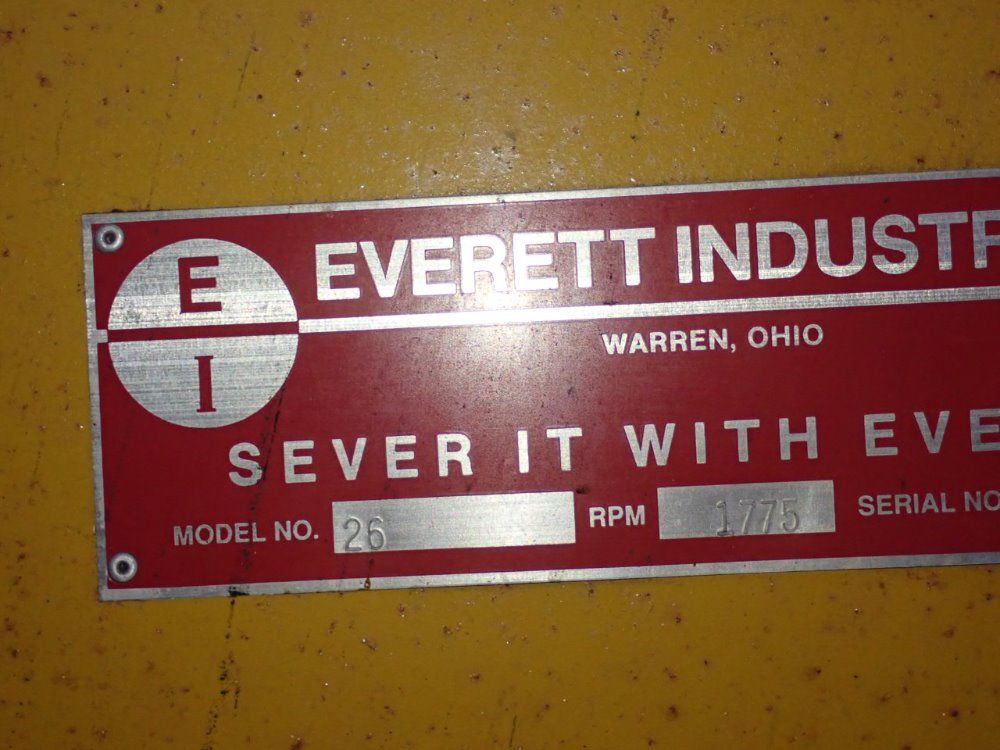 E
I
EVERETT INDUSTR
WARREN, OHIO
SEVER IT WITH EVE
MODEL NO. 26 RPM 1775 SERIAL NO